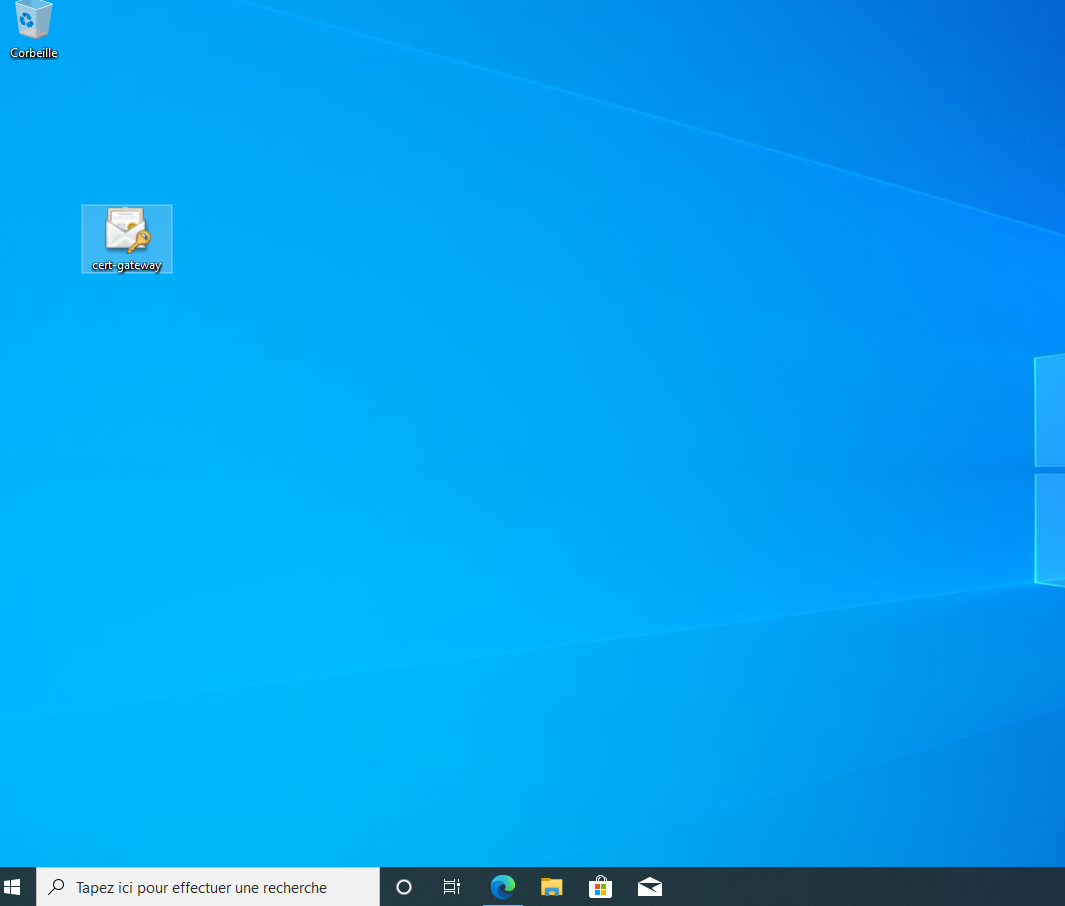 Corbeille
cert-gateway
Tapez ici pour effectuer une recherche